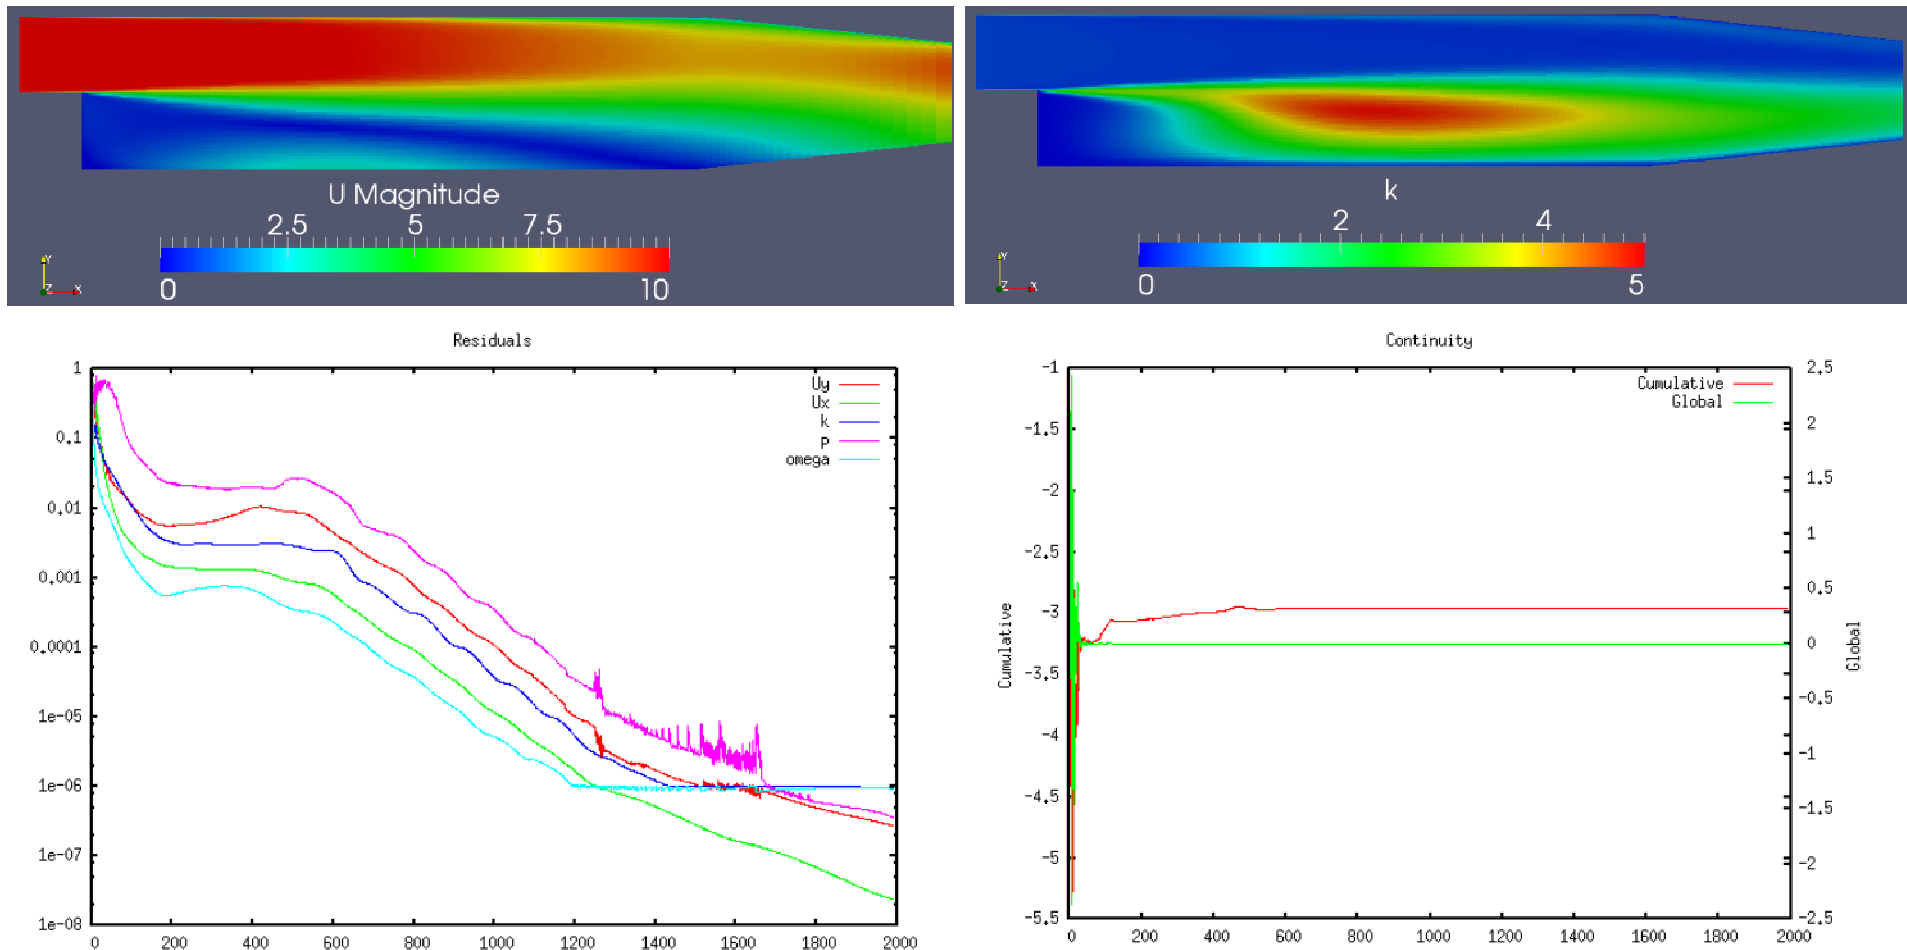 U Magnitude
2.5 5 7.5
0 10
Y
Z X
k
2 4
0 5
Y
Z X
Residuals
1
0.1
0.01
0.001
0.0001
1e-05
1e-06
1e-07
1e-08
0 200 400 600 800 1000 1200 1400 1600 1800 2000
Uy
Ux
k
p
omega
Continuity
Cumulative
-1
-1.5
-2
-2.5
-3
-3.5
-4
-4.5
-5
-5.5
0 200 400 600 800 1000 1200 1400 1600 1800 2000
Cumulative
Global
2.5
2
1.5
1
0.5
0
-0.5
-1
-1.5
-2
-2.5
Global